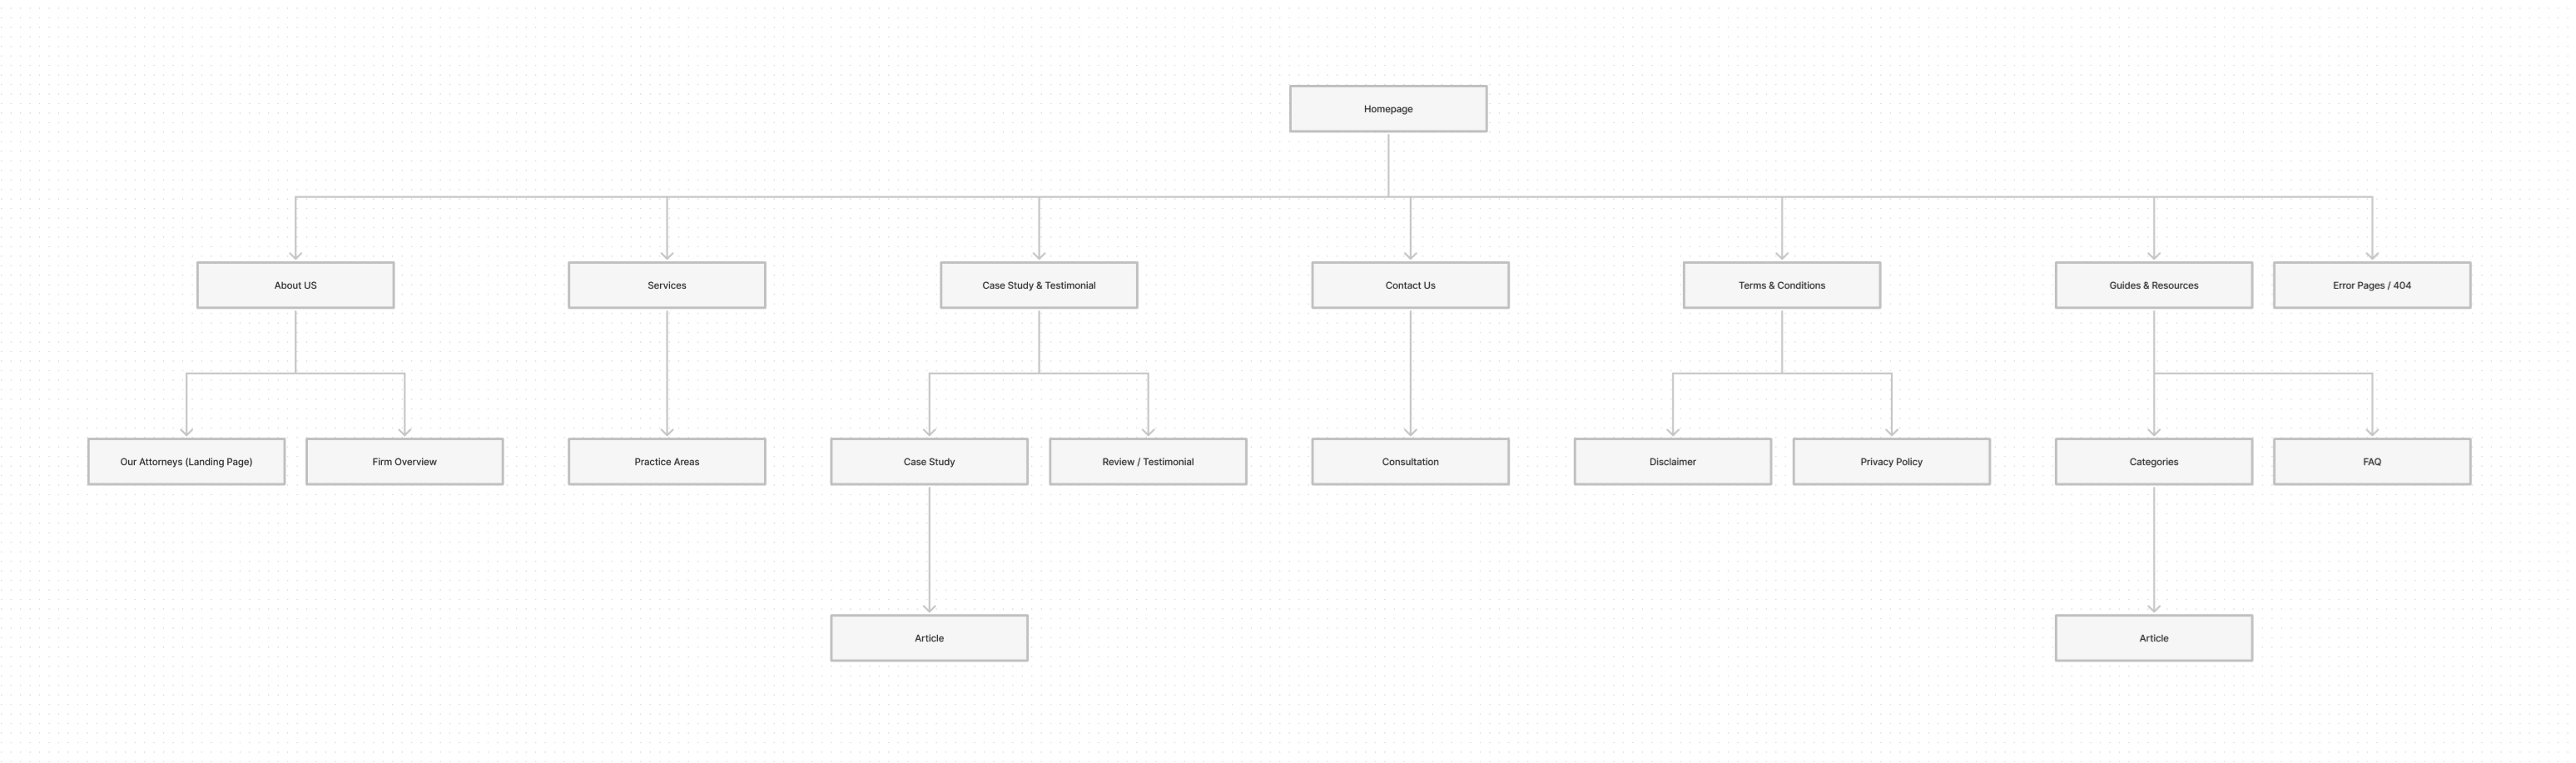 Homepage
About US
Services
Case Study & Testimonial
Contact Us
Terms & Conditions
Guides & Resources
Error Pages / 404
Our Attorneys (Landing Page)
Firm Overview
Practice Areas
Case Study
Review / Testimonial
Consultation
Disclaimer
Privacy Policy
Categories
FAQ
Article
Article